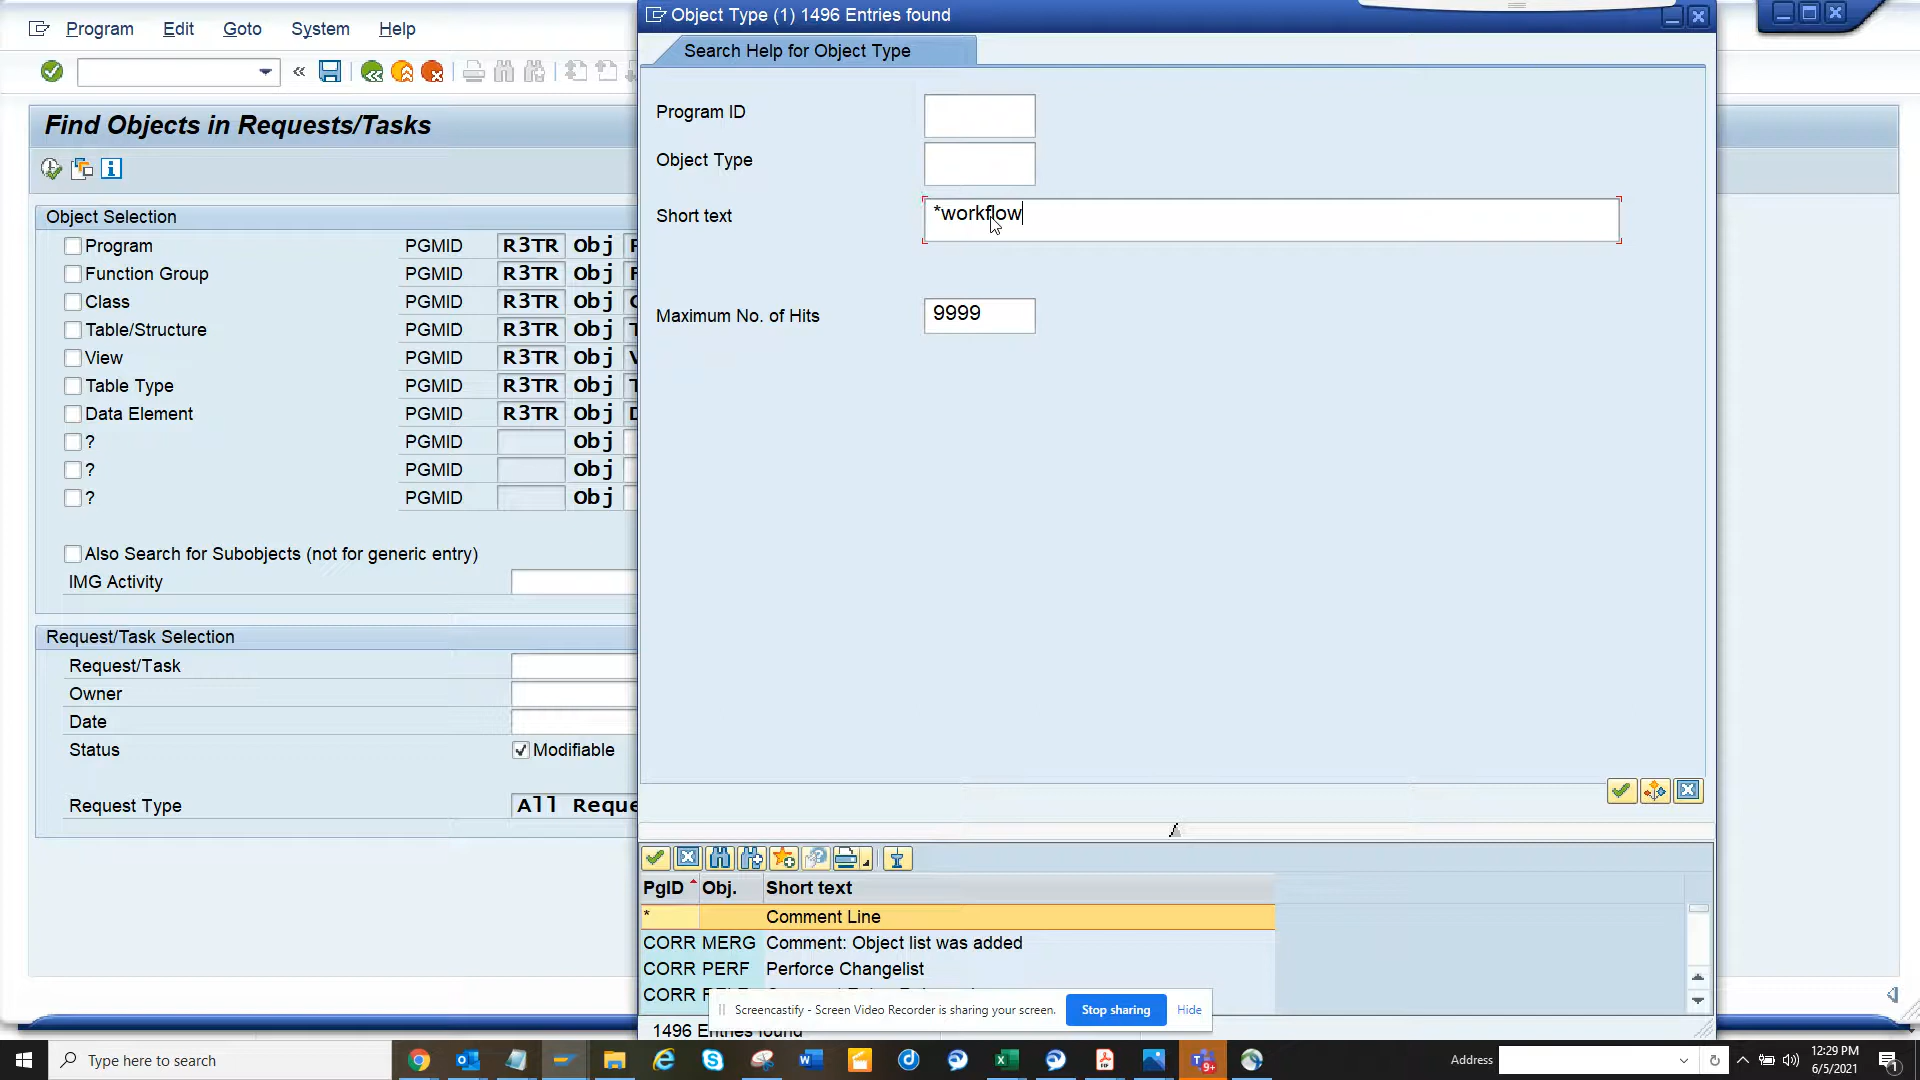 Program Edit Goto System Help
Find Objects in Requests/Tasks
Object Selection
Program PGMID R3TR Obj
Function Group PGMID R3TR Obj
Class PGMID R3TR Obj
Table/Structure PGMID R3TR Obj
View PGMID R3TR Obj
Table Type PGMID R3TR Obj
Data Element PGMID R3TR Obj
? PGMID Obj
? PGMID Obj
? PGMID Obj
Also Search for Subobjects (not for generic entry)
IMG Activity
Request/Task Selection
Request/Task
Owner
Date
Status Modifiable
Request Type All Reque
Object Type (1) 1496 Entries found
Search Help for Object Type
Program ID
Object Type
Short text *workflow
Maximum No. of Hits 9999
PgID Obj. Short text
* Comment Line
CORR MERG Comment: Object list was added
CORR PERF Perforce Changelist
CORR
Screencastify - Screen Video Recorder is sharing your screen. Stop sharing Hide
1496 Entries found
Type here to search
9+
Address
12:29 PM
6/5/2021
1